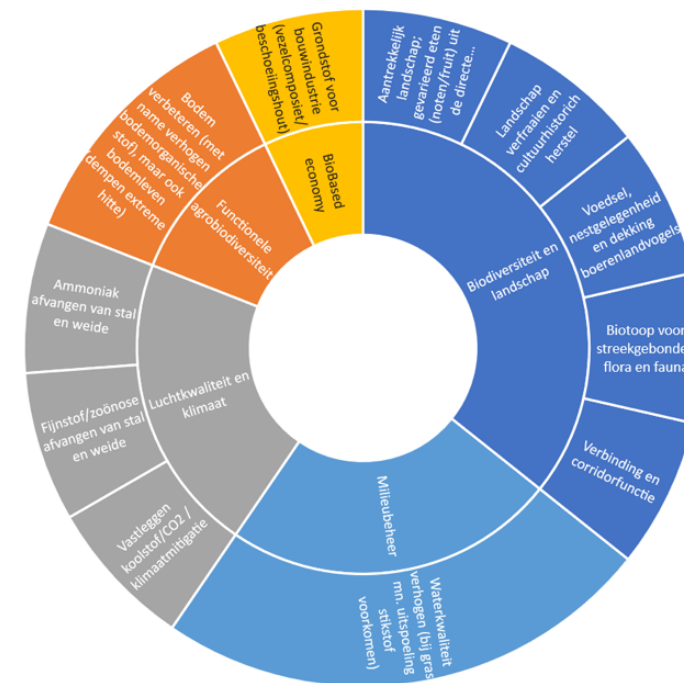 Aantrekkelijk
landschap;
gevarieerd eten
(noten/fruit) uit
de directe...
Landschap
verfraaien en
cultuurhistorich
herstel
Voedsel,
nestgelegenheid
en dekking
boerenlandvogels
Biotoop voor
streekgebonde
flora en fauna
Verbinding en
corridorfunctie
Biodiversiteit en
landschap
Milieubeheer
Waterkwaliteit
verhogen (bij gras
mn. uitspoeling
stikstof
voorkomen)
Luchtkwaliteit en
klimaat
Vastleggen
koolstof/CO2 /
klimaatmitigatie
Fijnstof/zoönose
afvangen van stal
en weide
Ammoniak
afvangen van stal
en weide
Functionele
agrobiodiversiteit
Bodem
verbeteren (met
name verhogen
bodemorganische
stof), maar ook
bodemleven
(dempen extreme
hitte)
BioBased
economy
Grondstof voor
bouwindustrie
(vezelcomposiet/
beschoeiingshout)